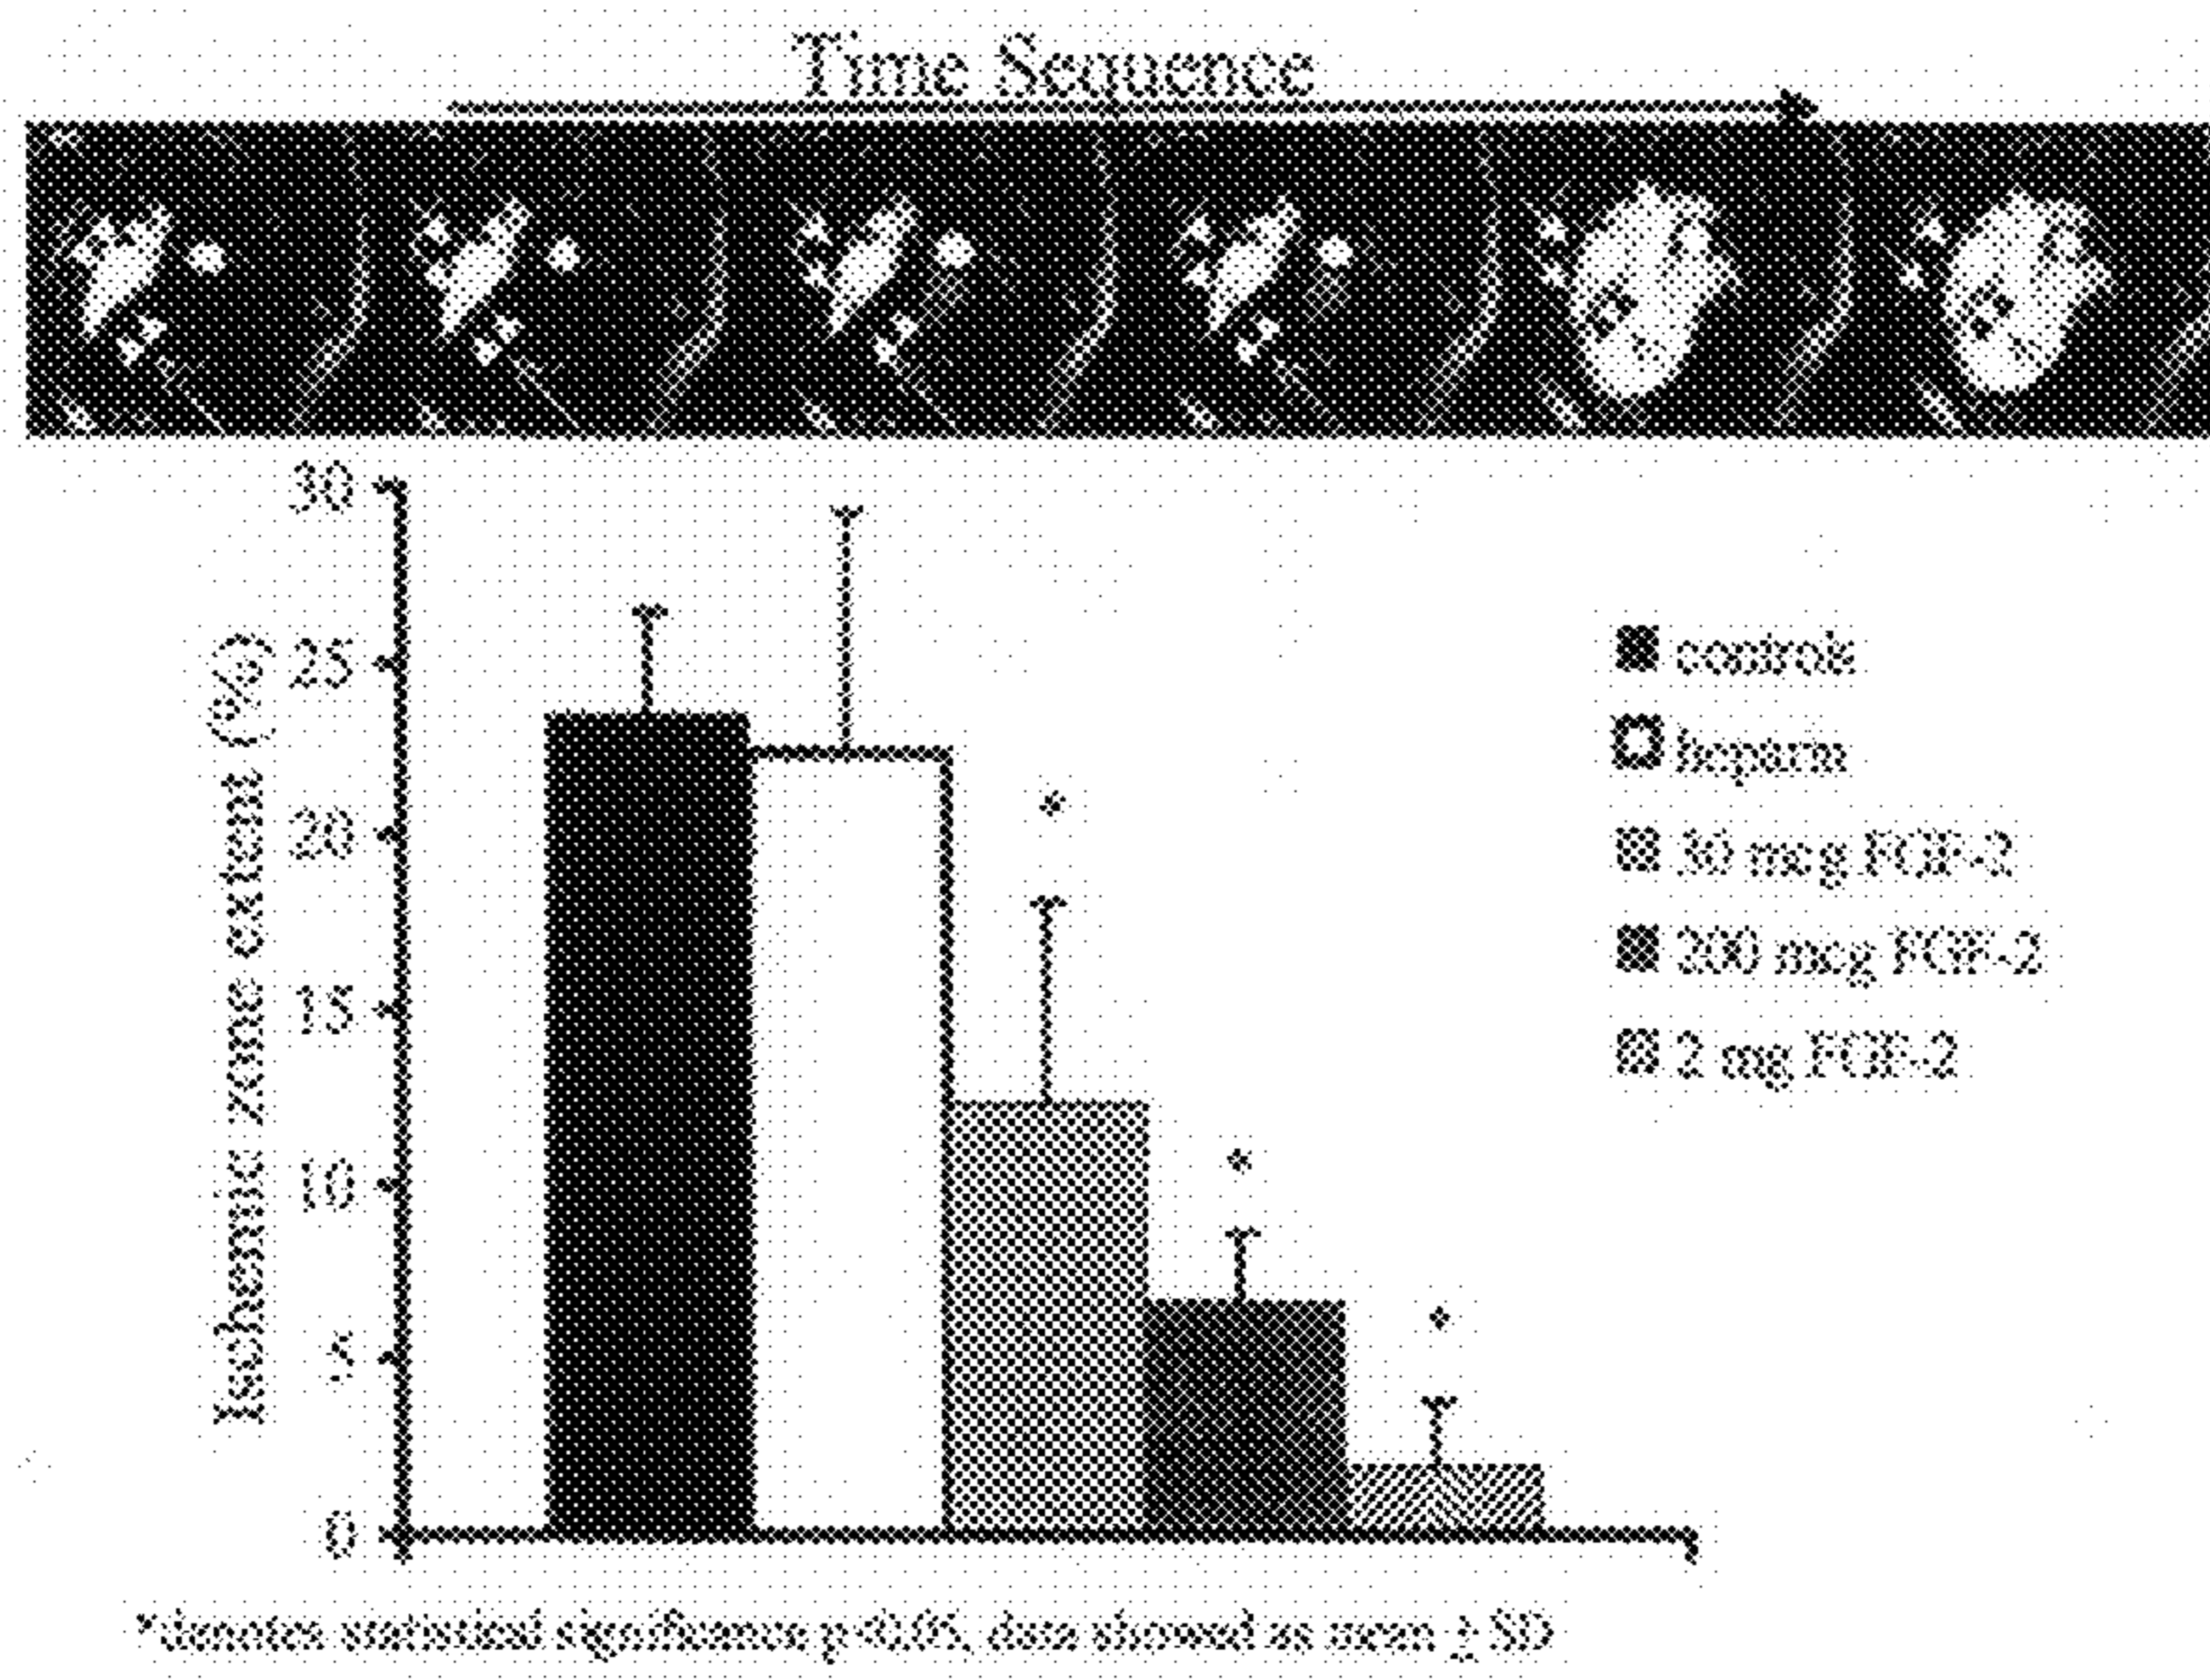 Time Sequence
Ischemic zone extent (%)
30
25
20
15
10
5
0
controls
heparin
30 mcg FGF-2
200 mcg FGF-2
2 mg FGF-2
*
*
*
*denotes statistical significance p<0.05, data showed as mean ± SD